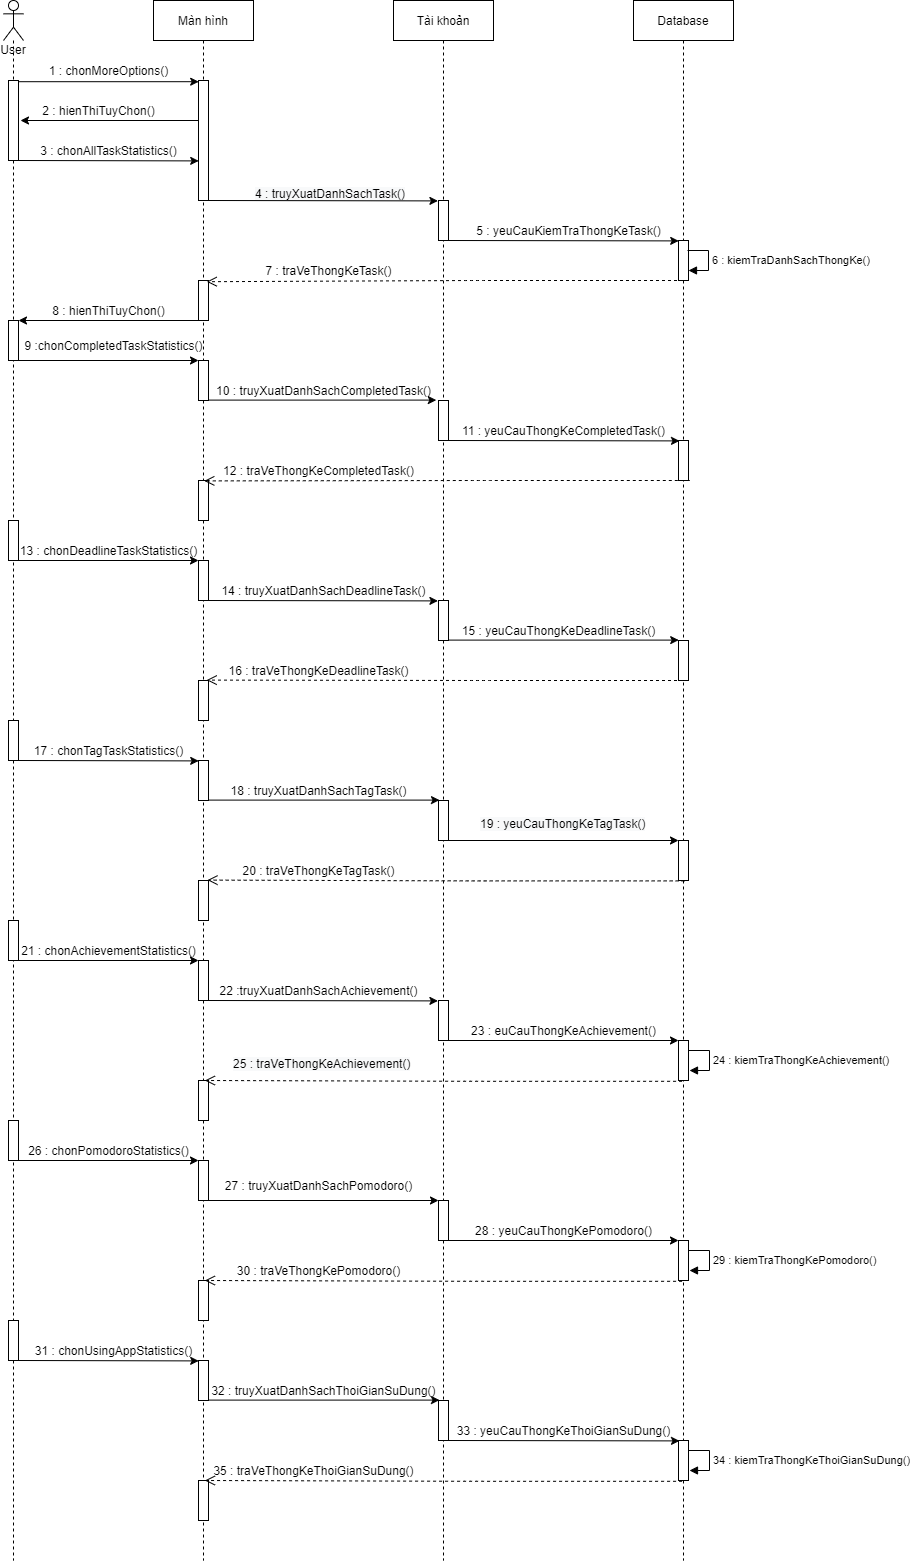 User
Màn hình
Tài khoản
Database
1 : chonMoreOptions()
2 : hienThiTuyChon()
3 : chonAllTaskStatistics()
4 : truyXuatDanhSachTask()
5 : yeuCauKiemTraThongKeTask()
6 : kiemTraDanhSachThongKe()
7 : traVeThongKeTask()
8 : hienThiTuyChon()
9 :chonCompletedTaskStatistics()
10 : truyXuatDanhSachCompletedTask()
11 : yeuCauThongKeCompletedTask()
12 : traVeThongKeCompletedTask()
13 : chonDeadlineTaskStatistics()
14 : truyXuatDanhSachDeadlineTask()
15 : yeuCauThongKeDeadlineTask()
16 : traVeThongKeDeadlineTask()
17 : chonTagTaskStatistics()
18 : truyXuatDanhSachTagTask()
19 : yeuCauThongKeTagTask()
20 : traVeThongKeTagTask()
21 : chonAchievementStatistics()
22 :truyXuatDanhSachAchievement()
23 : euCauThongKeAchievement()
24 : kiemTraThongKeAchievement()
25 : traVeThongKeAchievement()
26 : chonPomodoroStatistics()
27 : truyXuatDanhSachPomodoro()
28 : yeuCauThongKePomodoro()
29 : kiemTraThongKePomodoro()
30 : traVeThongKePomodoro()
31 : chonUsingAppStatistics()
32 : truyXuatDanhSachThoiGianSuDung()
33 : yeuCauThongKeThoiGianSuDung()
34 : kiemTraThongKeThoiGianSuDung()
35 : traVeThongKeThoiGianSuDung()